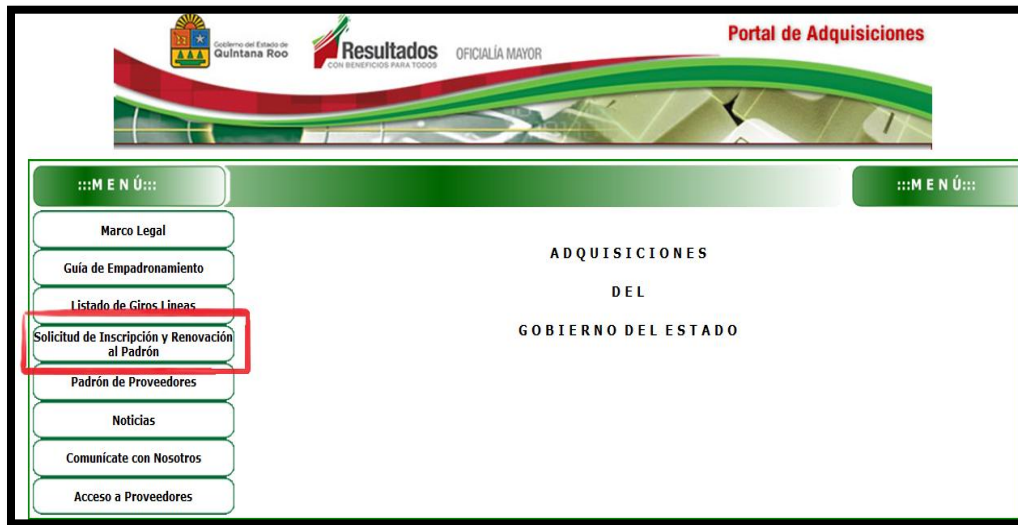 Gobierno del Estado de
Quintana Roo
Resultados
CON BENEFICIOS PARA TODOS
OFICIALÍA MAYOR
Portal de Adquisiciones
:::M E N Ú:::
:::M E N Ú:::
Marco Legal
Guía de Empadronamiento
Listado de Giros Lineas
Solicitud de Inscripción y Renovación
al Padrón
Padrón de Proveedores
Noticias
Comunícate con Nosotros
Acceso a Proveedores
A D Q U I S I C I O N E S
D E L
G O B I E R N O D E L E S T A D O